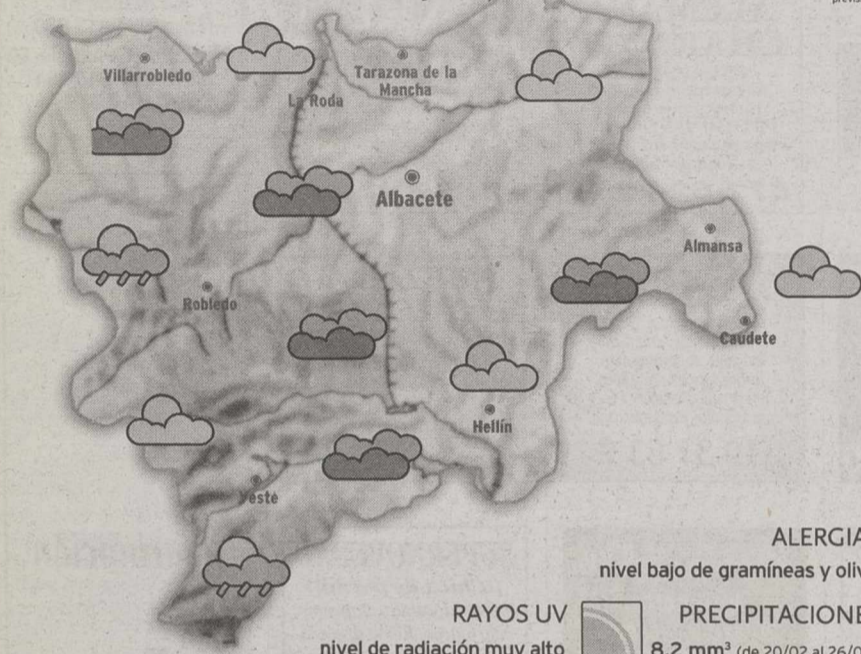 Villarrobledo
La Roda
Tarazona de la
Mancha
Albacete
Almansa
Robledo
Caudete
Hellín
Yeste
ALERGIA
nivel bajo de gramíneas y oliv
RAYOS UV
nivel de radiación muy alto
PRECIPITACIONE
8,2 mm³ (de 20/02 al 26/0